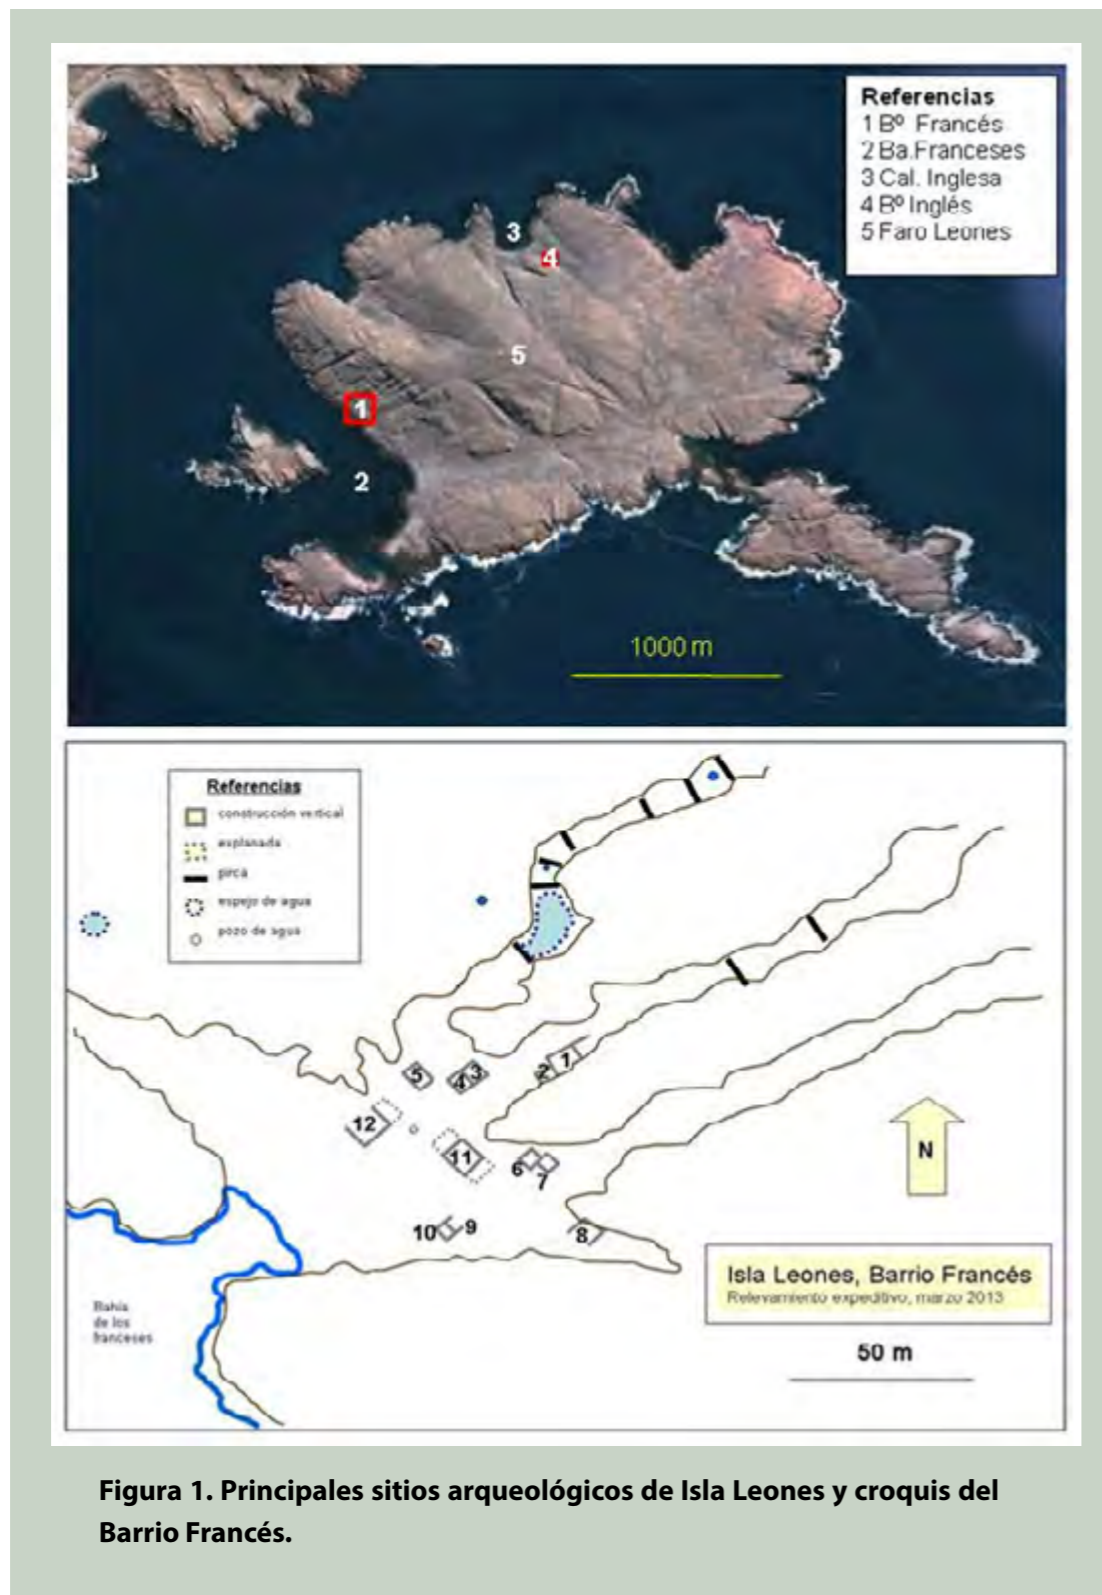 Referencias
1 Bº Francés
2 Ba.Franceses
3 Cal. Inglesa
4 Bº Inglés
5 Faro Leones
3
4
5
1
2
1000 m
Referencias
construcción vertical
explanada
pirca
espejo de agua
pozo de agua
5
4
3
2
1
12
11
6
7
10
9
8
N
Isla Leones, Barrio Francés
Relevamiento expeditivo, marzo 2013
Bahía
de los
franceses
50 m
Figura 1. Principales sitios arqueológicos de Isla Leones y croquis del
Barrio Francés.